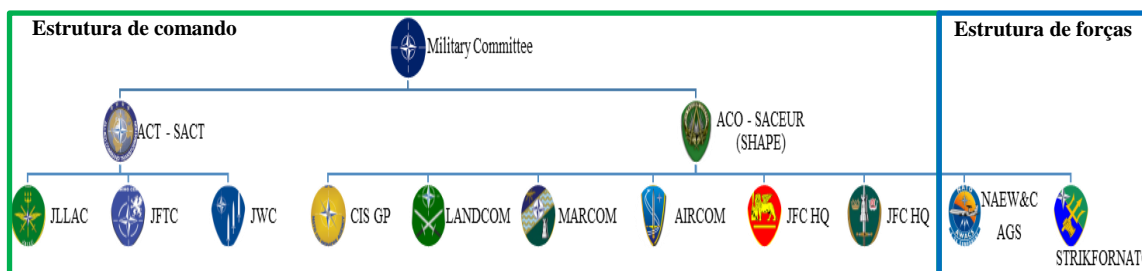 Estrutura de comando
Estrutura de forças
Military Committee
ACT - SACT
ACO - SACEUR
(SHAPE)
JLLAC
JFTC
JWC
CIS GP
LANDCOM
MARCOM
AIRCOM
JFC HQ
JFC HQ
NAEW&C
AGS
STRIKFORNATO